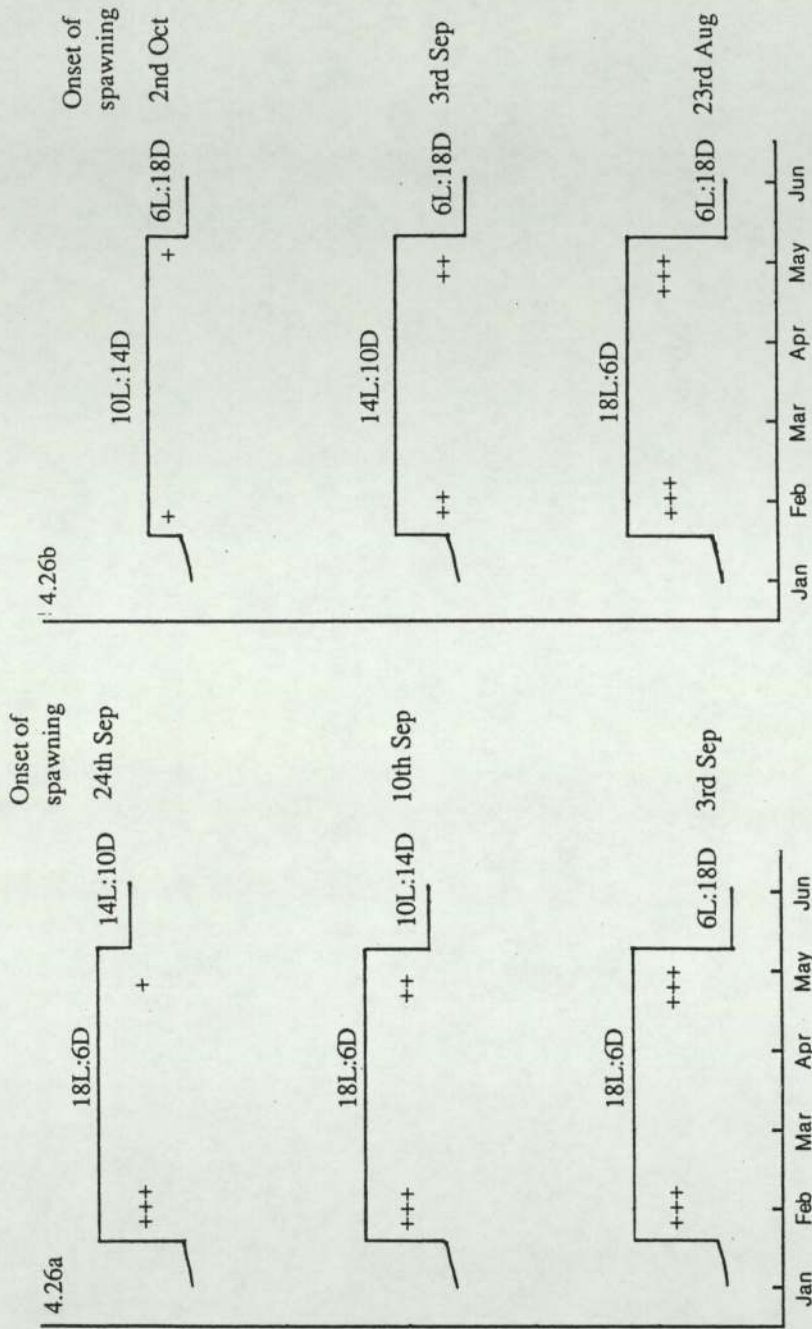 4.26a
Onset of
spawning
18L:6D
14L:10D
24th Sep
+++
+
18L:6D
10L:14D
10th Sep
+++
++
18L:6D
6L:18D
3rd Sep
+++
+++
Jan Feb Mar Apr May Jun
4.26b
Onset of
spawning
10L:14D
6L:18D
2nd Oct
+
+
14L:10D
6L:18D
3rd Sep
++
++
18L:6D
6L:18D
23rd Aug
+++
+++
Jan Feb Mar Apr May Jun